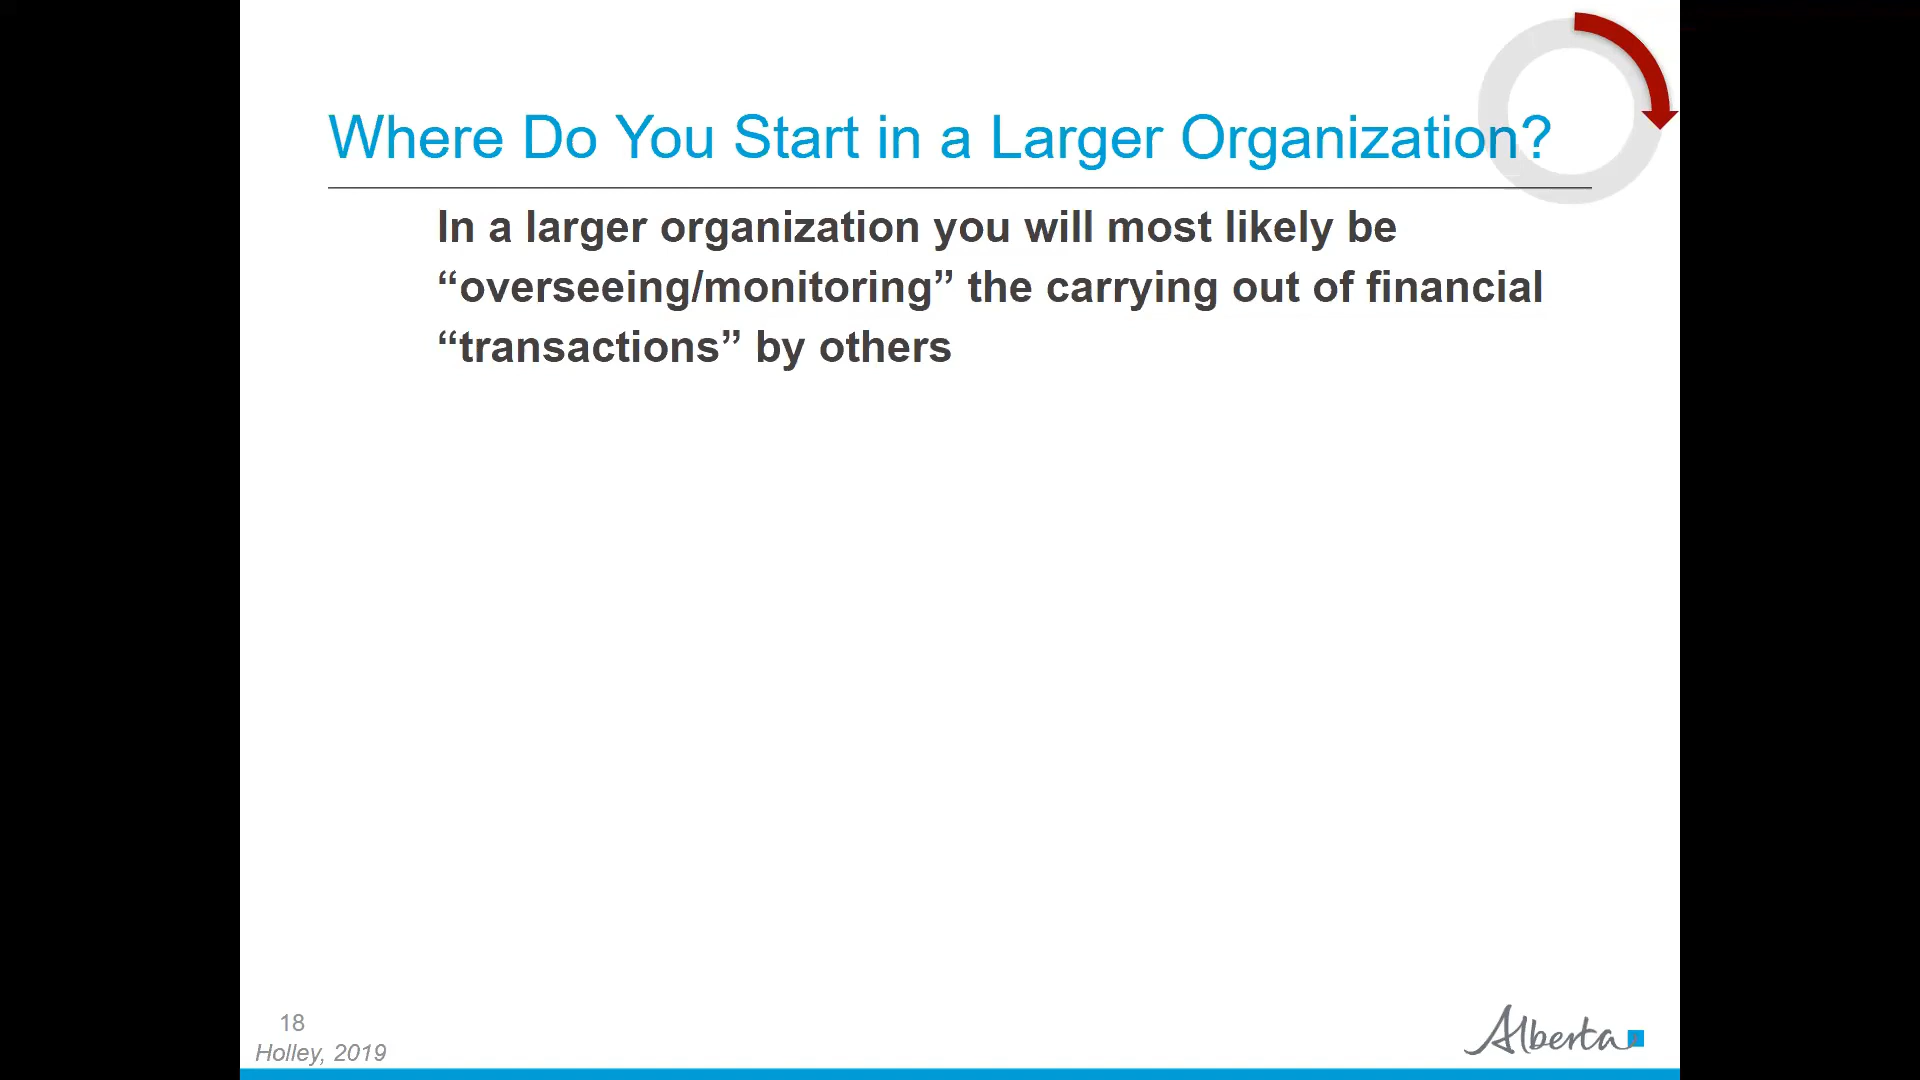 Where Do You Start in a Larger Organization?
In a larger organization you will most likely be
“overseeing/monitoring” the carrying out of financial
“transactions” by others
18
Holley, 2019
Alberta